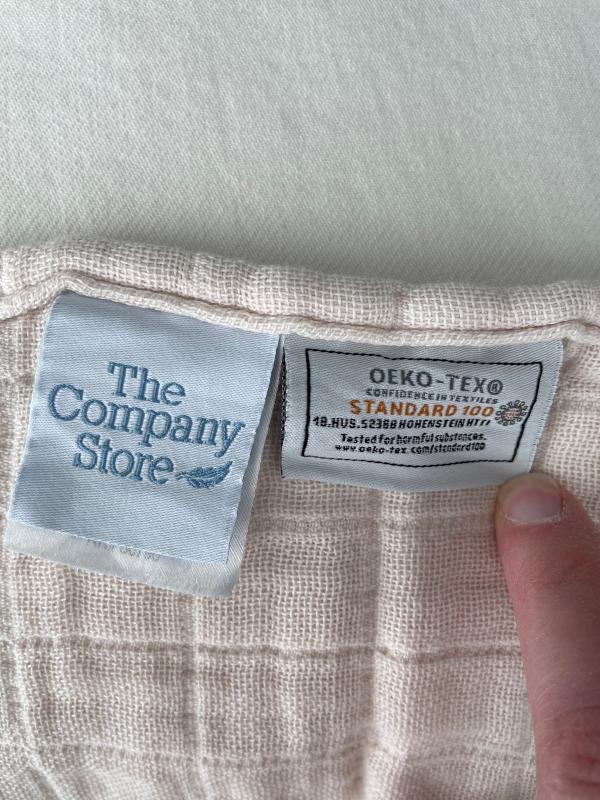 The
Company
Store
OEKO-TEX®
CONFIDENCE IN TEXTILES
STANDARD 100
18.HUS.52368 HOHENSTEIN HTTI
Tested for harmful substances.
www.oeko-tex.com/standard100